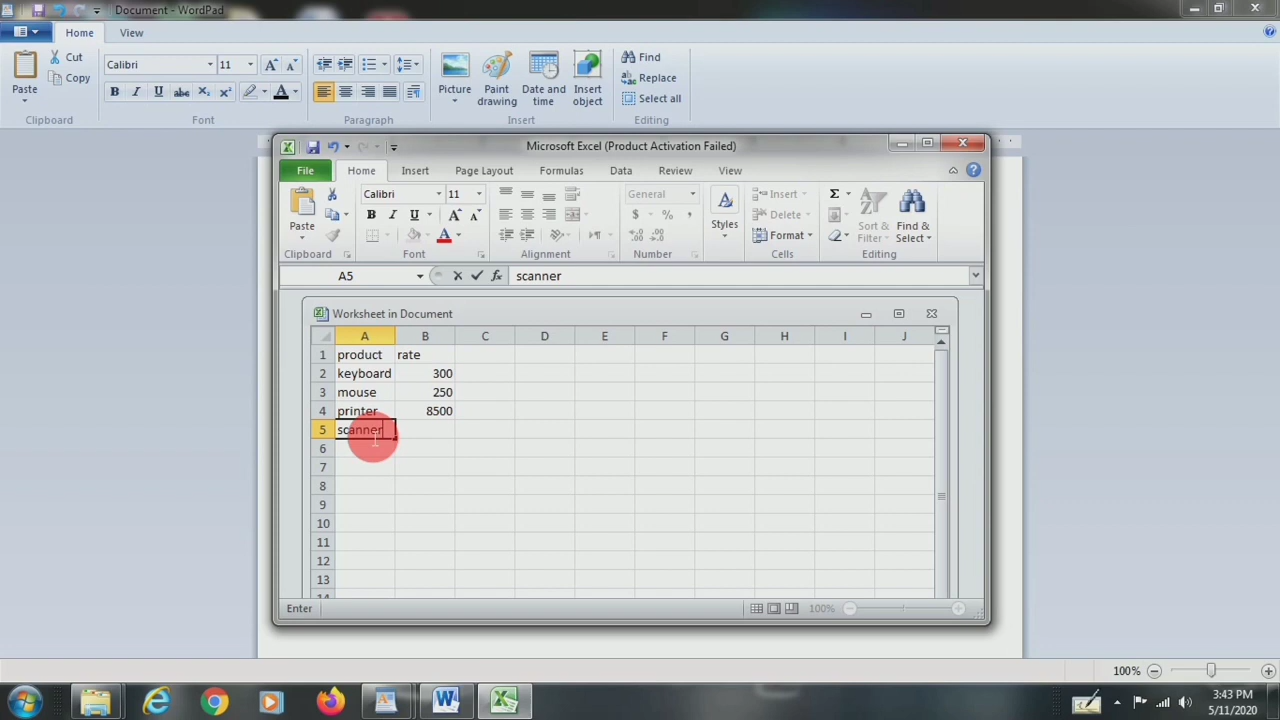 Document - WordPad
Home View
Paste
Cut
Copy
Clipboard
Calibri 11
Font
Paragraph
Picture
Paint drawing
Date and time
Insert object
Insert
Find
Replace
Select all
Editing
Microsoft Excel (Product Activation Failed)
File Home Insert Page Layout Formulas Data Review View
Paste
Clipboard
Calibri 11
Font
Alignment
General
Number
Styles
Insert
Delete
Format
Cells
Sort & Filter
Find & Select
Editing
A5 fx scanner
Worksheet in Document
A B C D E F G H I J
1 product rate
2 keyboard 300
3 mouse 250
4 printer 8500
5 scanner
6
7
8
9
10
11
12
13
14
Enter 100%
100%
3:43 PM
5/11/2020